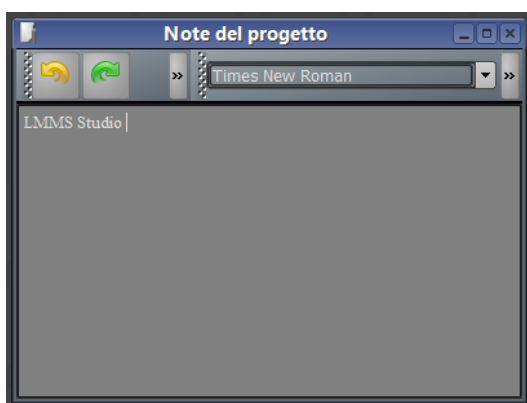 Note del progetto
» Times New Roman »
LMMS Studio